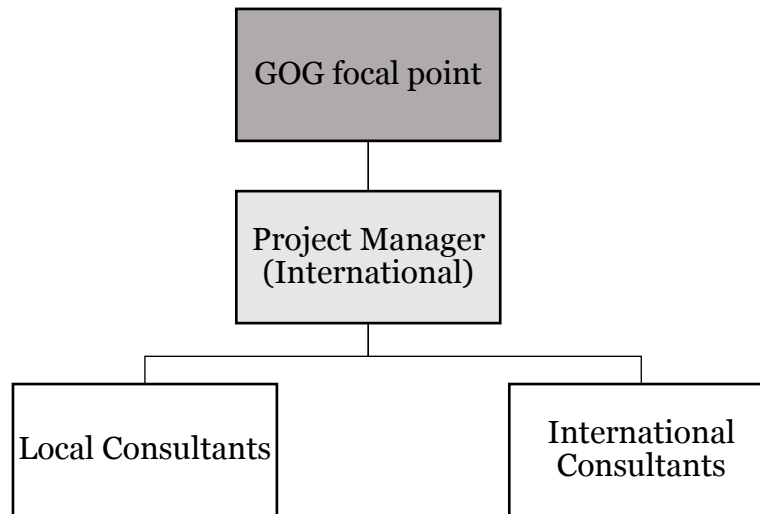 GOG focal point
Project Manager
(International)
Local Consultants
International
Consultants